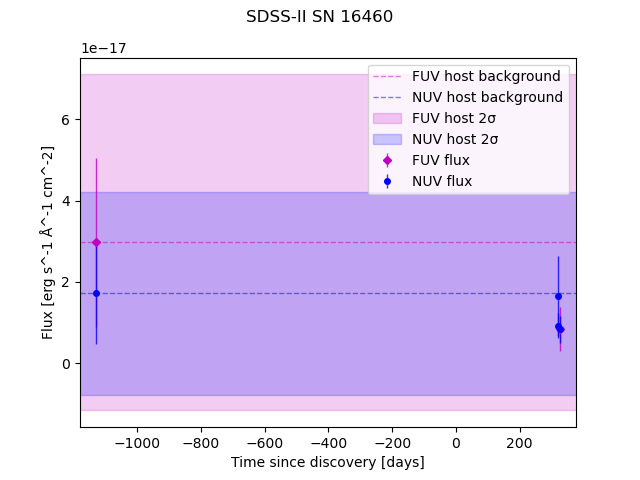 SDSS-II SN 16460
1e−17
FUV host background
NUV host background
FUV host 2σ
NUV host 2σ
FUV flux
NUV flux
6
4
2
0
Flux [erg s^-1 Å^-1 cm^-2]
−1000 −800 −600 −400 −200 0 200
Time since discovery [days]